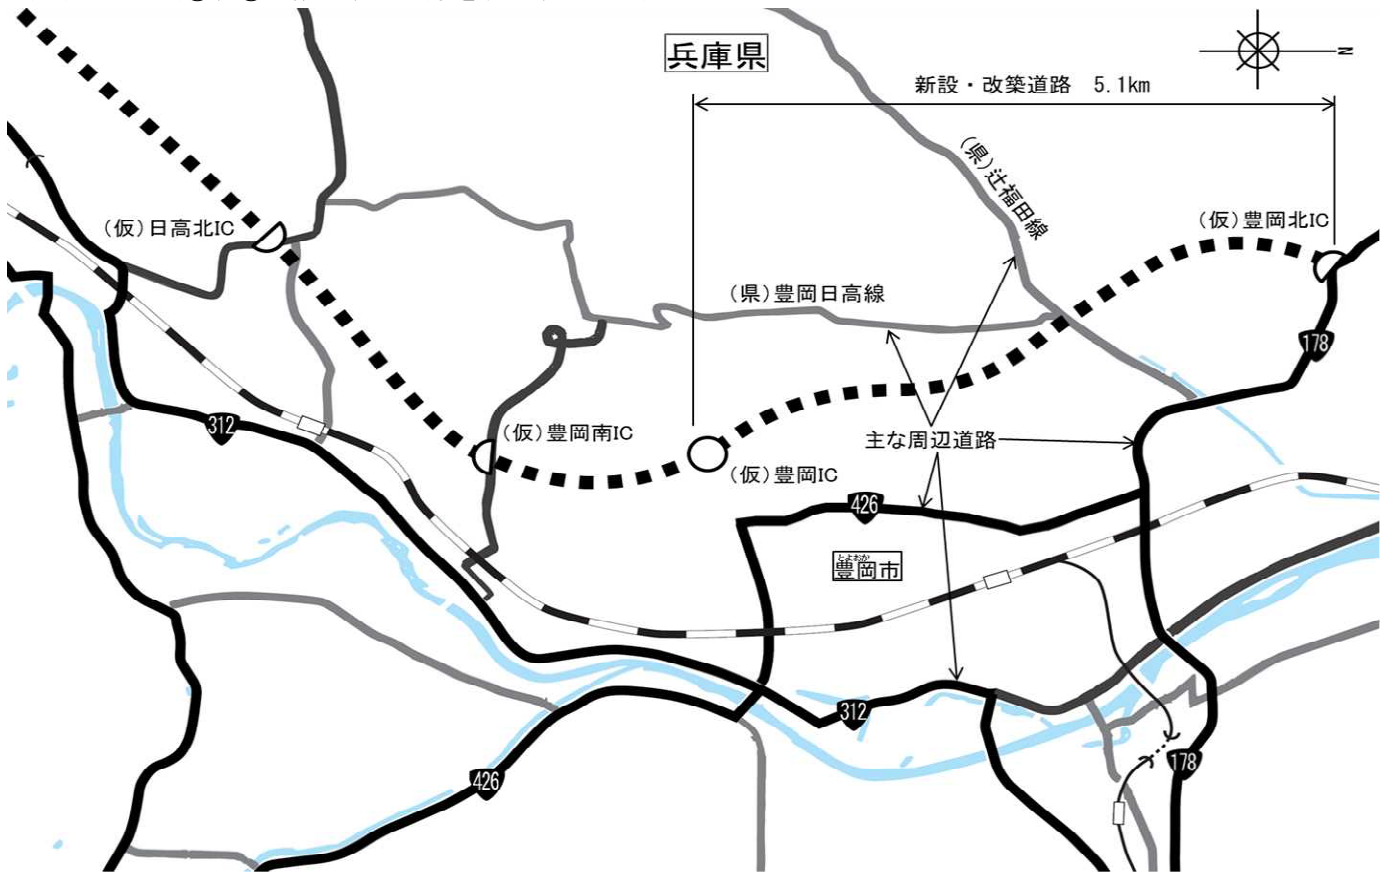 兵庫県
N
新設・改築道路 5.1km
(県)辻福田線
(仮)日高北IC
(仮)豊岡北IC
(県)豊岡日高線
178
312
(仮)豊岡南IC
主な周辺道路
(仮)豊岡IC
426
とよおか
豊岡市
312
178
426